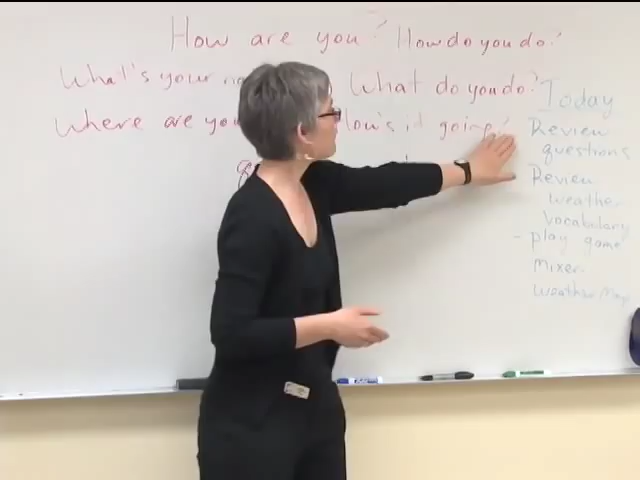 How are you? How do you do?
What's your What do you do?
Where are you How's it going?
Today
Review
questions
Review
weather
vocabulary
- play game
Mixer
Weather Map